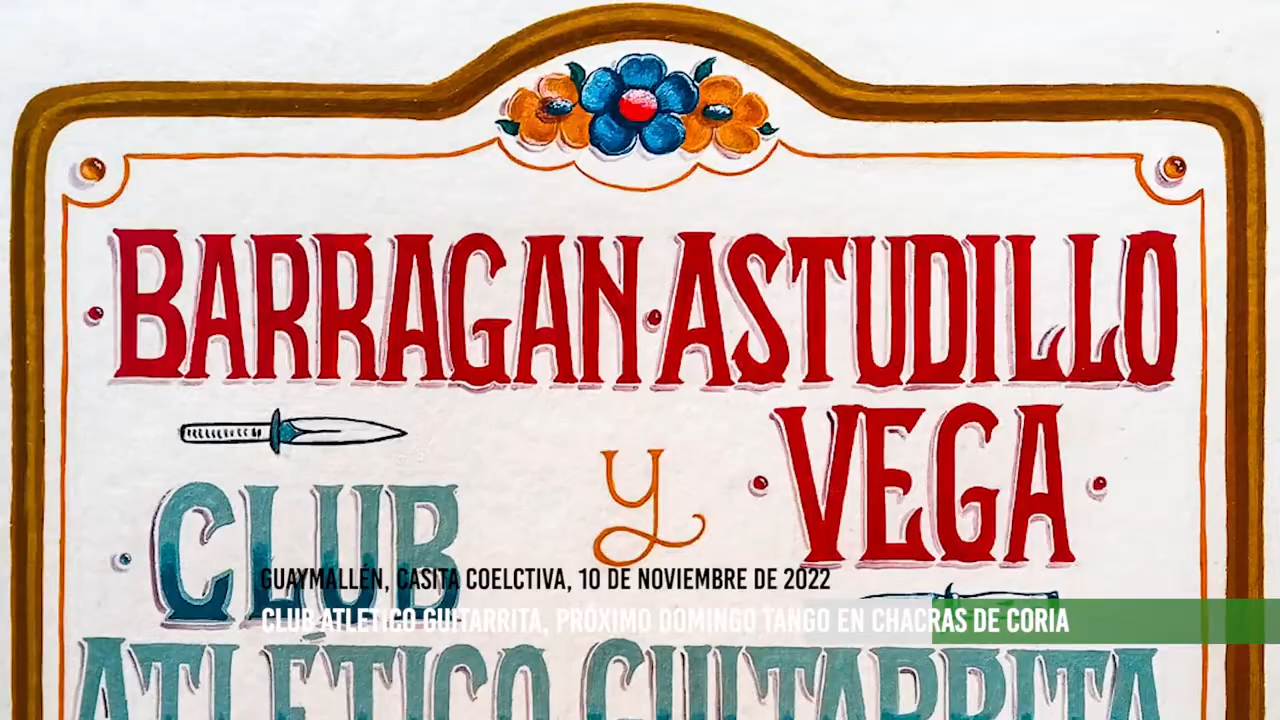 BARRAGAN·ASTUDILLO
y VEGA
CLUB
GUAYMALLÉN, CASITA COELCTIVA, 10 DE NOVIEMBRE DE 2022
CLUB ATLETICO GUITARRITA, PRÓXIMO DOMINGO TANGO EN CHACRAS DE CORIA
ATLÉTICO GUITARRITA